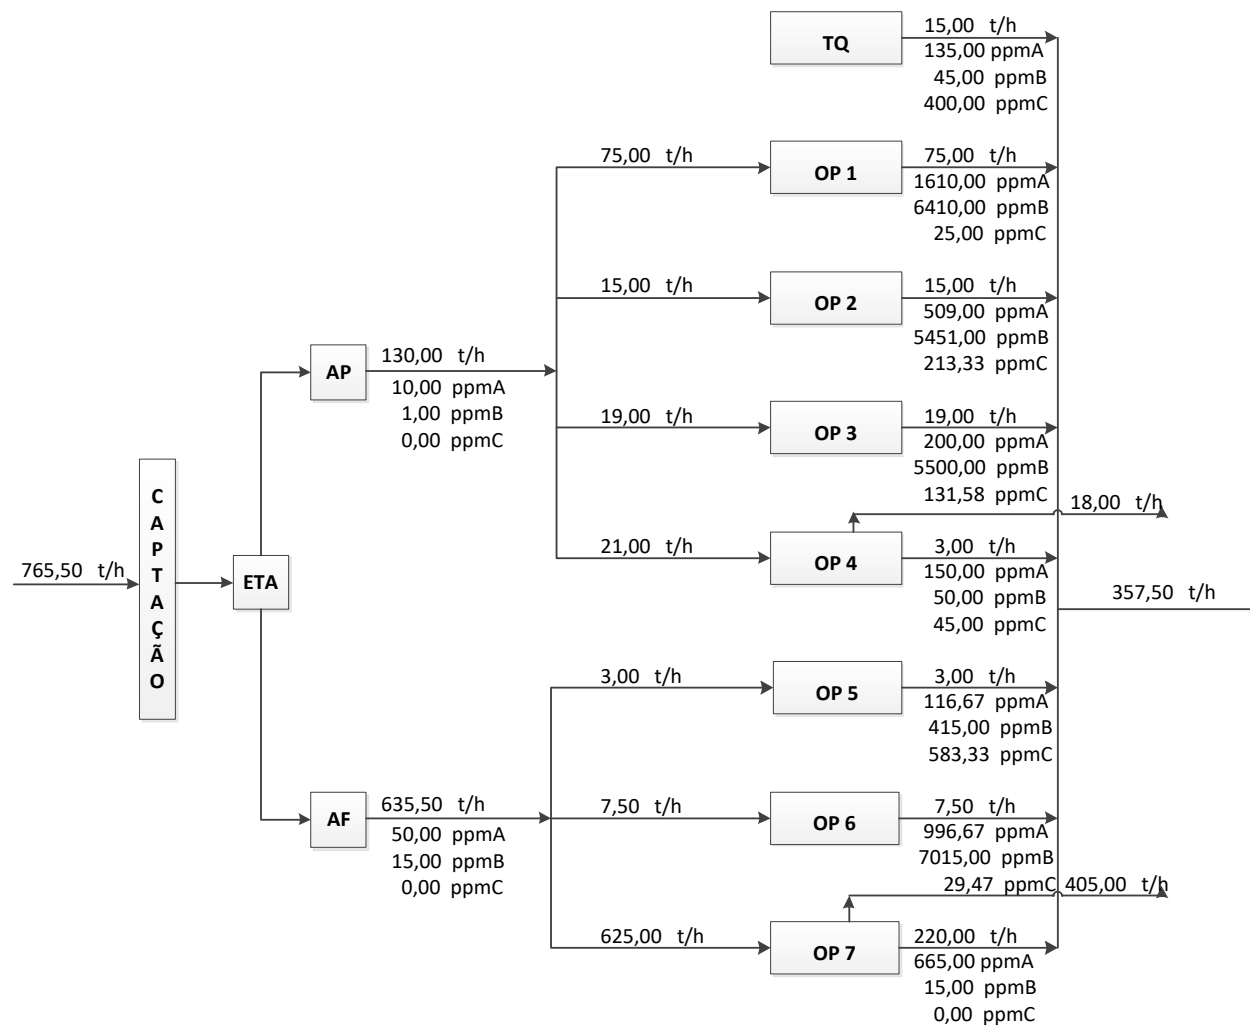 TQ
15,00 t/h
135,00 ppmA
45,00 ppmB
400,00 ppmC
75,00 t/h
OP 1
75,00 t/h
1610,00 ppmA
6410,00 ppmB
25,00 ppmC
15,00 t/h
OP 2
15,00 t/h
509,00 ppmA
5451,00 ppmB
213,33 ppmC
AP
130,00 t/h
10,00 ppmA
1,00 ppmB
0,00 ppmC
19,00 t/h
OP 3
19,00 t/h
200,00 ppmA
5500,00 ppmB
131,58 ppmC
18,00 t/h
21,00 t/h
OP 4
3,00 t/h
150,00 ppmA
50,00 ppmB
45,00 ppmC
765,50 t/h
CAPTAÇÃO
ETA
357,50 t/h
3,00 t/h
OP 5
3,00 t/h
116,67 ppmA
415,00 ppmB
583,33 ppmC
AF
635,50 t/h
50,00 ppmA
15,00 ppmB
0,00 ppmC
7,50 t/h
OP 6
7,50 t/h
996,67 ppmA
7015,00 ppmB
29,47 ppmC
405,00 t/h
625,00 t/h
OP 7
220,00 t/h
665,00 ppmA
15,00 ppmB
0,00 ppmC